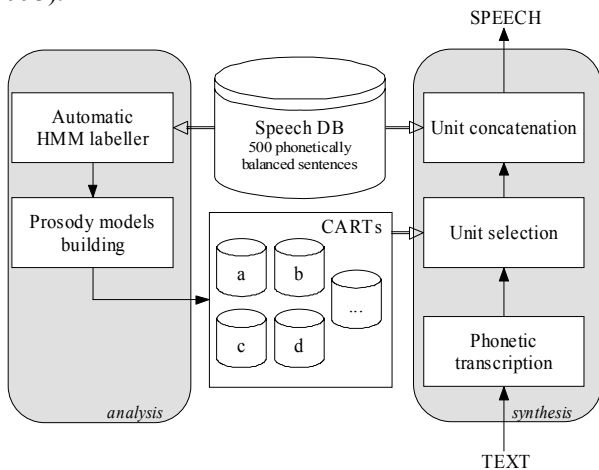 SPEECH
Automatic
HMM labeller
Speech DB
500 phonetically
balanced sentences
Unit concatenation
Prosody models
building
CARTs
a
b
...
c
d
Unit selection
Phonetic
transcription
analysis
synthesis
TEXT